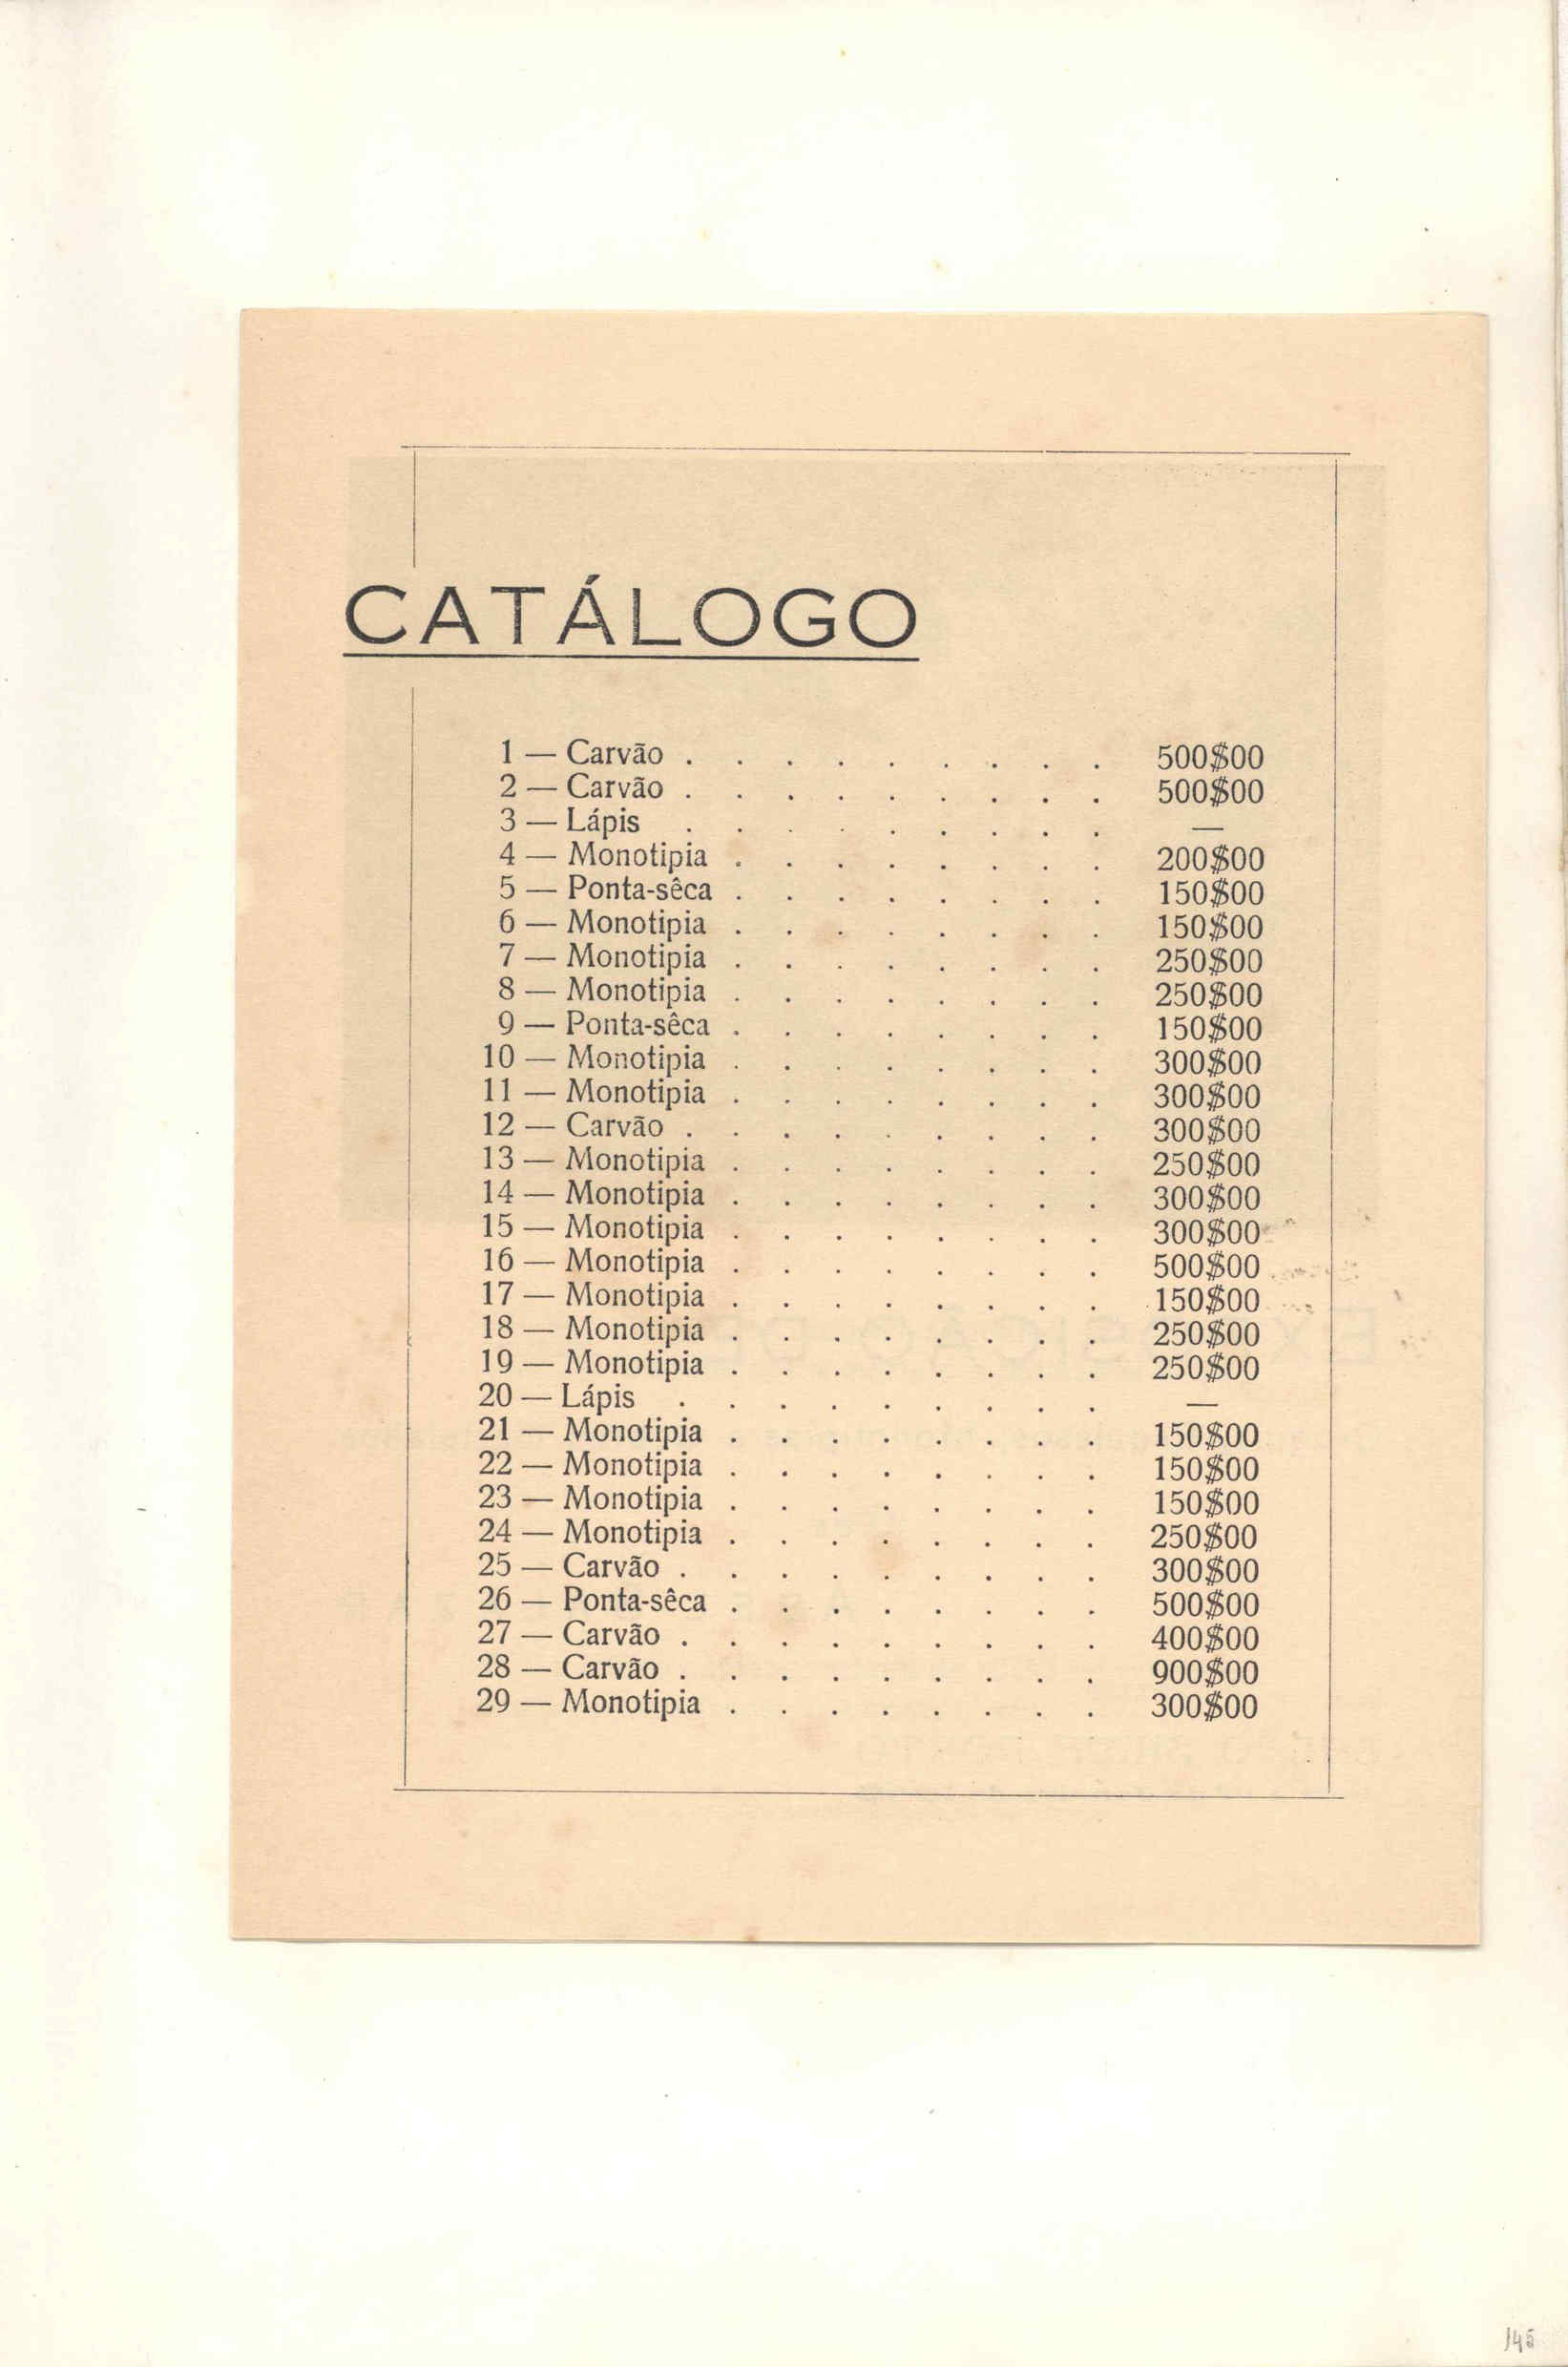 CATÁLOGO
1 — Carvão . . . . . . . . . 500$00
2 — Carvão . . . . . . . . . 500$00
3 — Lápis . . . . . . . . . —
4 — Monotipia . . . . . . . . 200$00
5 — Ponta-sêca . . . . . . . . 150$00
6 — Monotipia . . . . . . . . 150$00
7 — Monotipia . . . . . . . . 250$00
8 — Monotipia . . . . . . . . 250$00
9 — Ponta-sêca . . . . . . . . 150$00
10 — Monotipia . . . . . . . . 300$00
11 — Monotipia . . . . . . . . 300$00
12 — Carvão . . . . . . . . . 300$00
13 — Monotipia . . . . . . . . 250$00
14 — Monotipia . . . . . . . . 300$00
15 — Monotipia . . . . . . . . 300$00
16 — Monotipia . . . . . . . . 500$00
17 — Monotipia . . . . . . . . 150$00
18 — Monotipia . . . . . . . . 250$00
19 — Monotipia . . . . . . . . 250$00
20 — Lápis . . . . . . . . . —
21 — Monotipia . . . . . . . . 150$00
22 — Monotipia . . . . . . . . 150$00
23 — Monotipia . . . . . . . . 150$00
24 — Monotipia . . . . . . . . 250$00
25 — Carvão . . . . . . . . . 300$00
26 — Ponta-sêca . . . . . . . . 500$00
27 — Carvão . . . . . . . . . 400$00
28 — Carvão . . . . . . . . . 900$00
29 — Monotipia . . . . . . . . 300$00